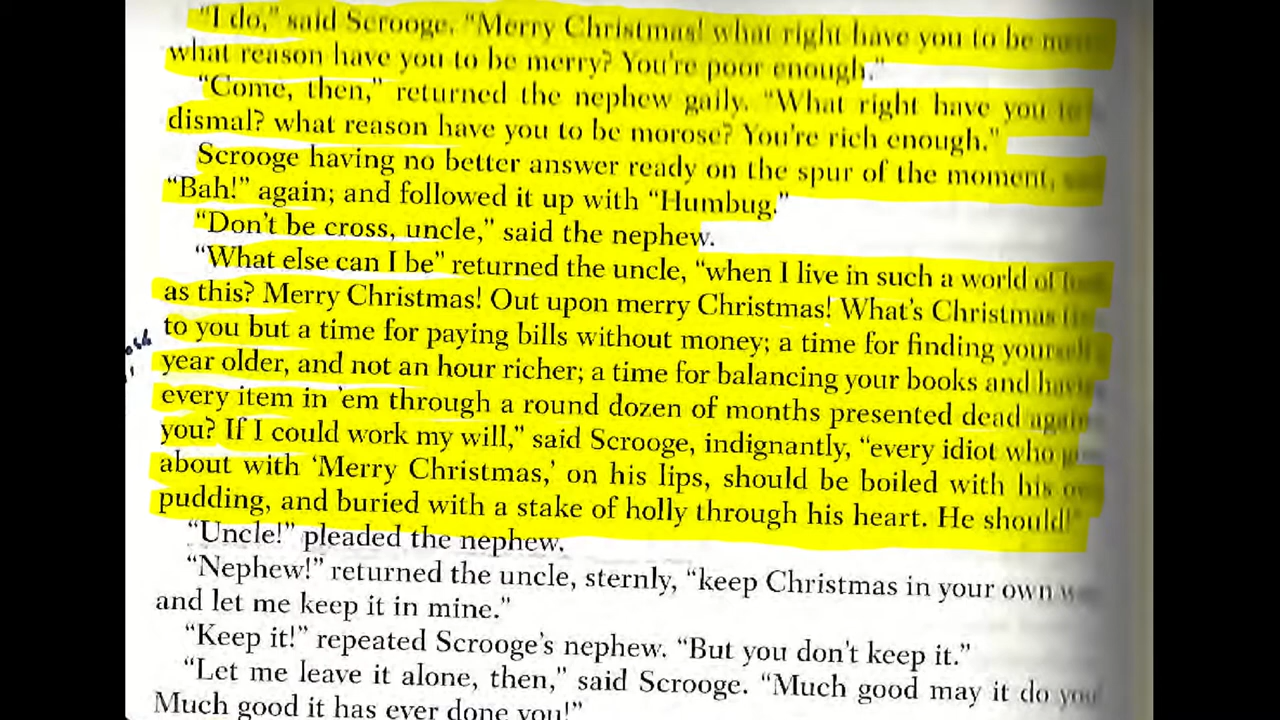 “I do,” said Scrooge. “Merry Christmas! what right have you to be
what reason have you to be merry? You're poor enough.”
“Come, then,” returned the nephew gaily. “What right have you to
dismal? what reason have you to be morose? You're rich enough.”
Scrooge having no better answer ready on the spur of the moment,
“Bah!” again; and followed it up with “Humbug.”
“Don't be cross, uncle,” said the nephew.
“What else can I be” returned the uncle, “when I live in such a world of
as this? Merry Christmas! Out upon merry Christmas! What's Christmas
to you but a time for paying bills without money; a time for finding yourself
year older, and not an hour richer; a time for balancing your books and
every item in 'em through a round dozen of months presented dead
you? If I could work my will,” said Scrooge, indignantly, “every idiot who
about with ‘Merry Christmas,’ on his lips, should be boiled with his
pudding, and buried with a stake of holly through his heart. He should!”
“Uncle!” pleaded the nephew.
“Nephew!” returned the uncle, sternly, “keep Christmas in your own
and let me keep it in mine.”
“Keep it!” repeated Scrooge's nephew. “But you don't keep it.”
“Let me leave it alone, then,” said Scrooge. “Much good may it do you
Much good it has ever done you!”